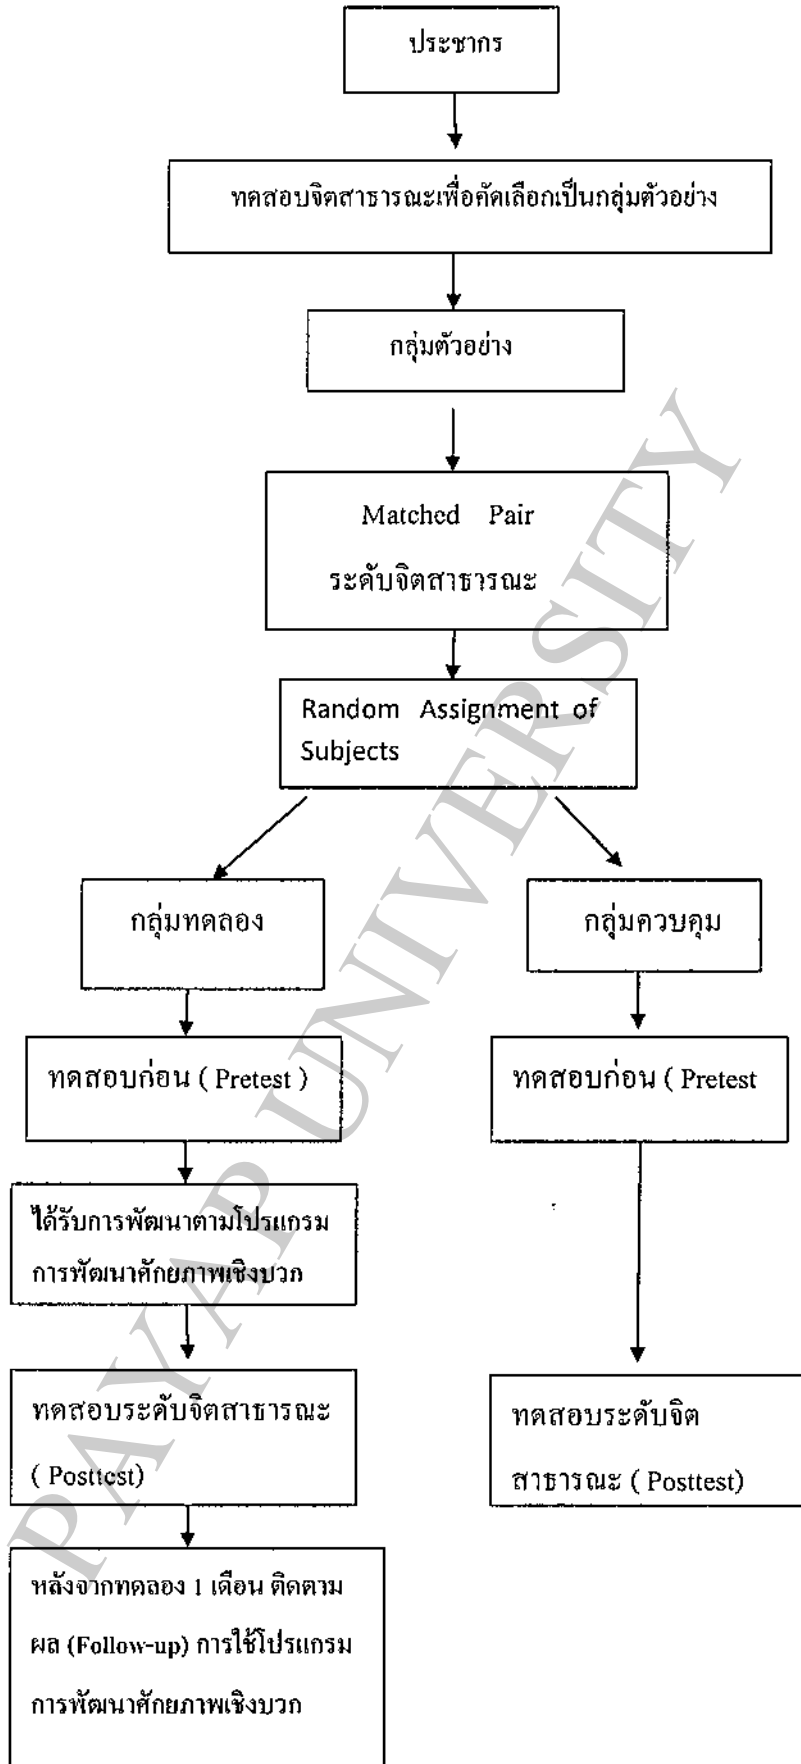 ประชากร
ทดสอบจิตสาธารณะเพื่อคัดเลือกเป็นกลุ่มตัวอย่าง
กลุ่มตัวอย่าง
Matched Pair
ระดับจิตสาธารณะ
Random Assignment of
Subjects
กลุ่มทดลอง
กลุ่มควบคุม
ทดสอบก่อน ( Pretest )
ทดสอบก่อน ( Pretest
ได้รับการพัฒนาตามโปรแกรม
การพัฒนาศักยภาพเชิงบวก
ทดสอบระดับจิตสาธารณะ
( Posttest)
ทดสอบระดับจิต
สาธารณะ ( Posttest)
หลังจากทดลอง 1 เดือน ติดตาม
ผล (Follow-up) การใช้โปรแกรม
การพัฒนาศักยภาพเชิงบวก
PAYAP UNIVERSITY